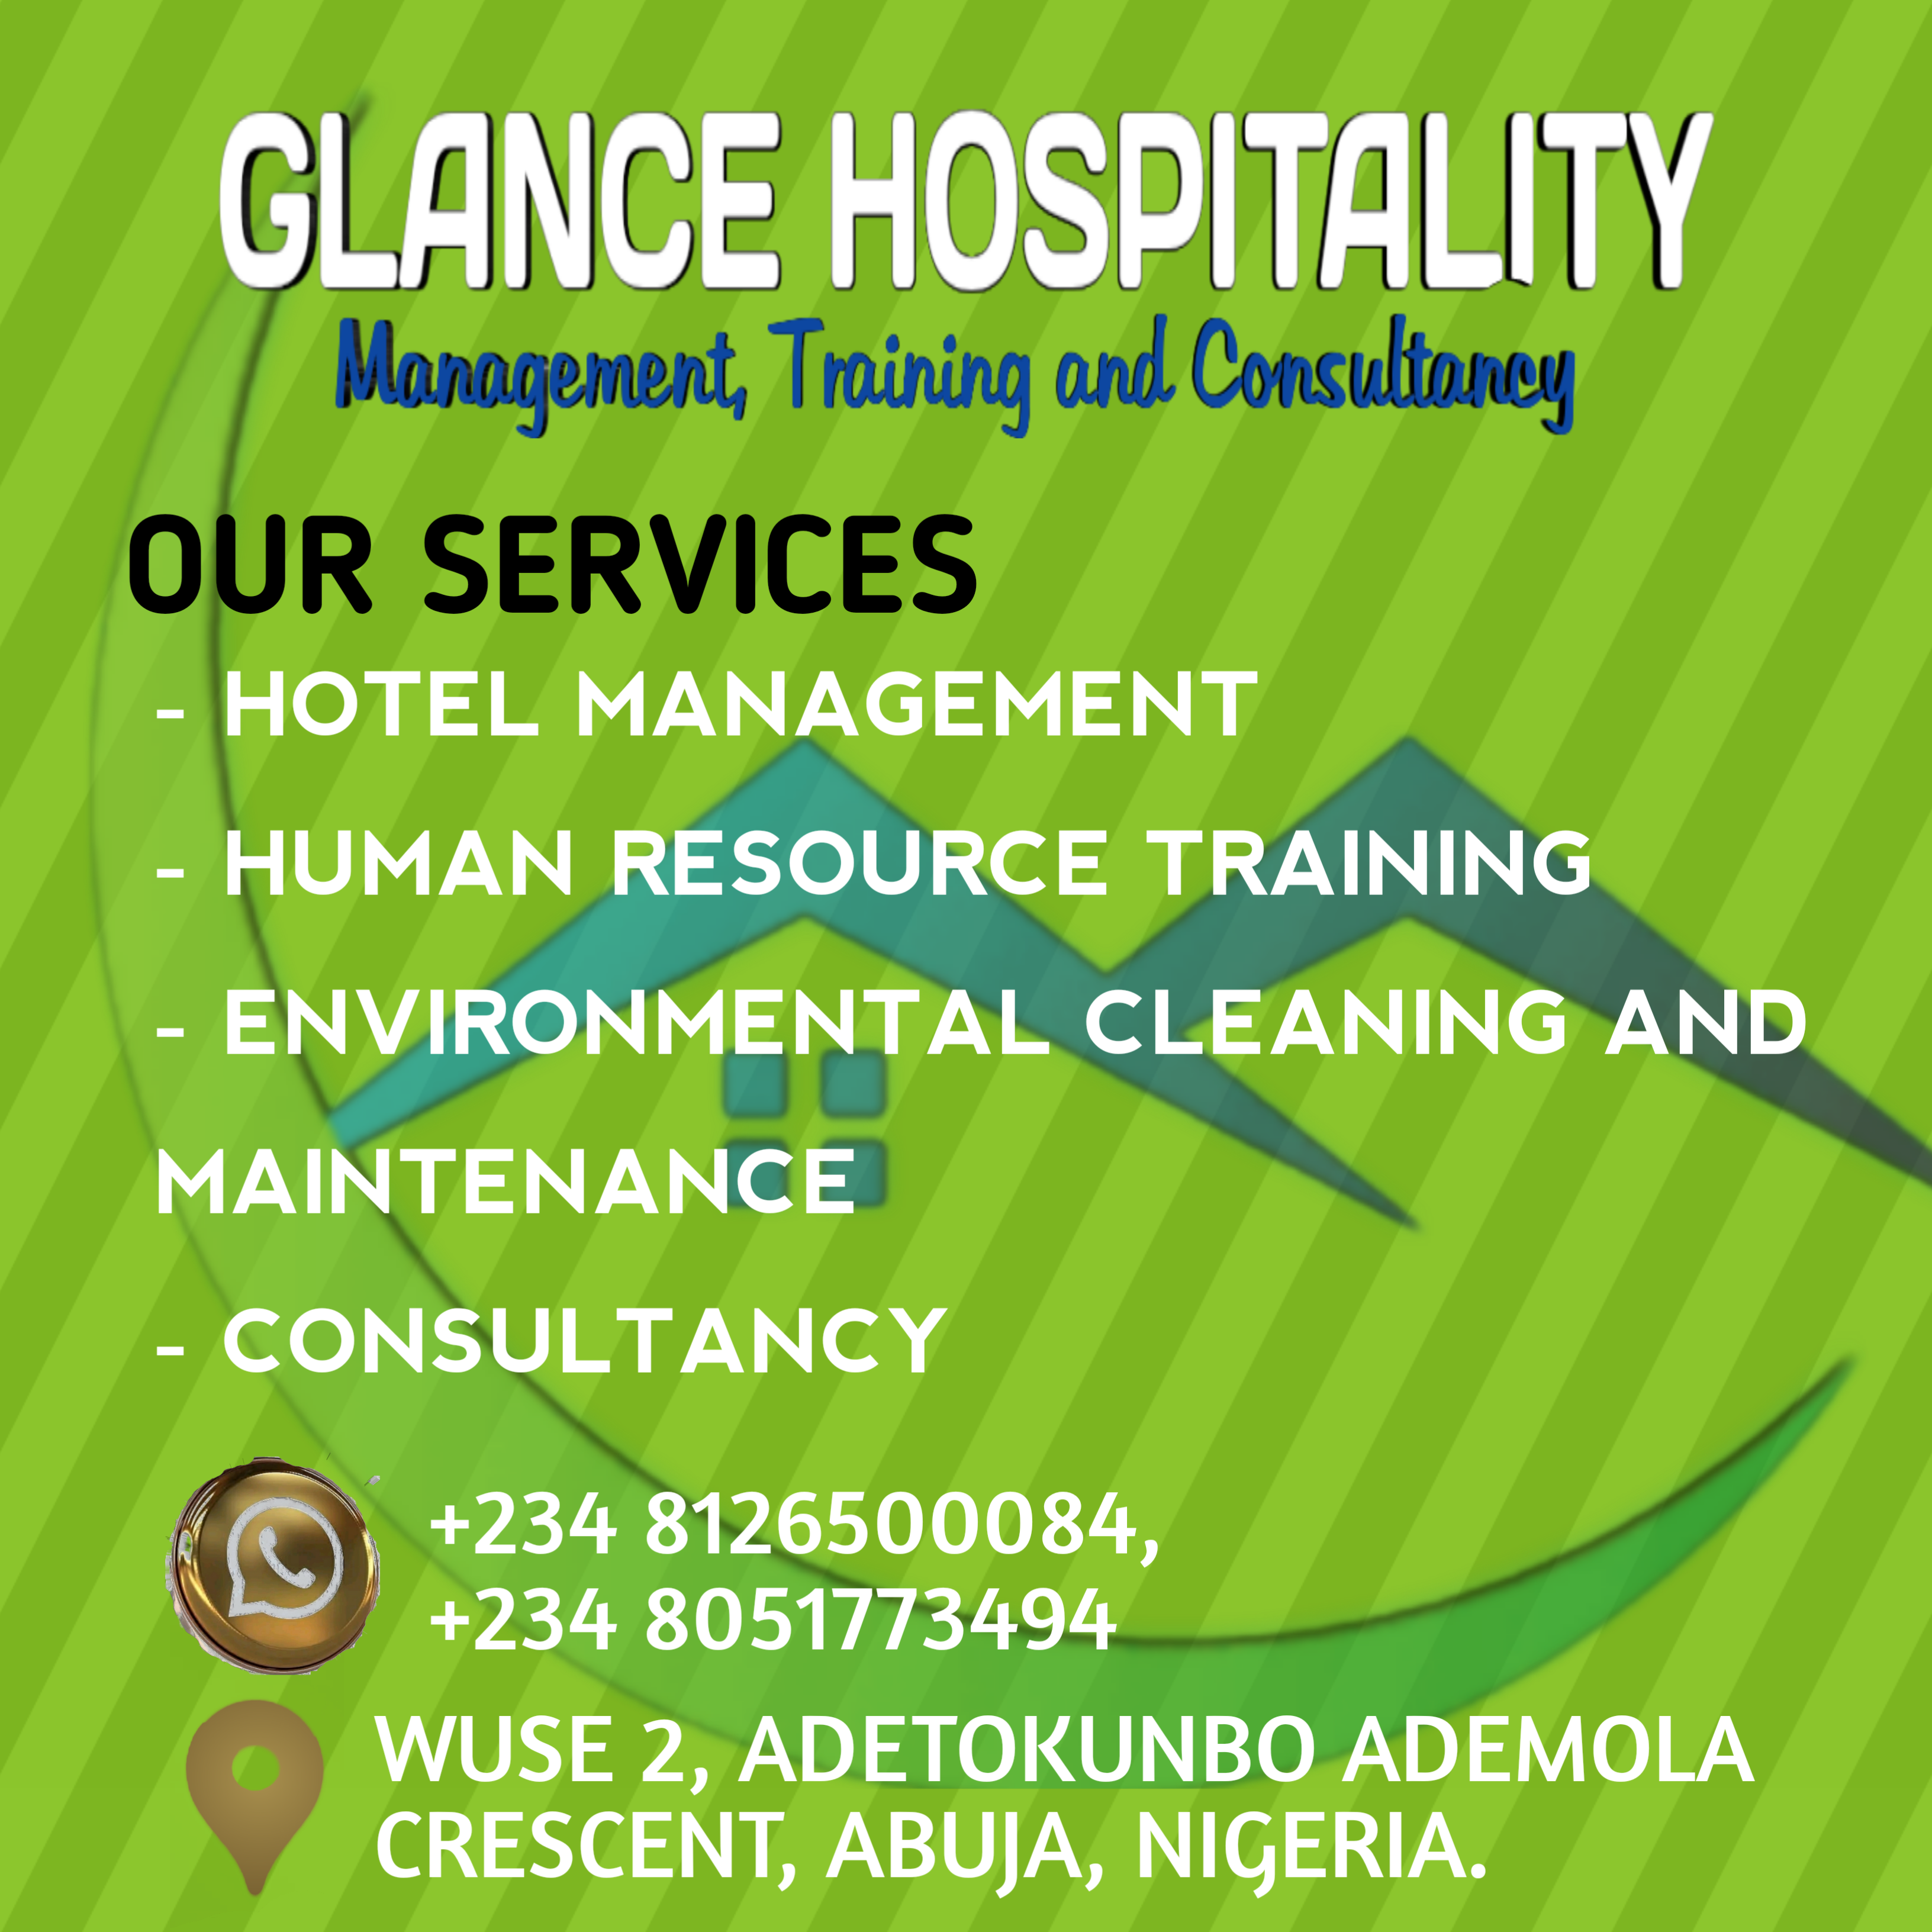 GLANCE HOSPITALITY
Management, Training and Consultancy
OUR SERVICES
- HOTEL MANAGEMENT
- HUMAN RESOURCE TRAINING
- ENVIRONMENTAL CLEANING AND
MAINTENANCE
- CONSULTANCY
+234 8126500084,
+234 8051773494
WUSE 2, ADETOKUNBO ADEMOLA
CRESCENT, ABUJA, NIGERIA.